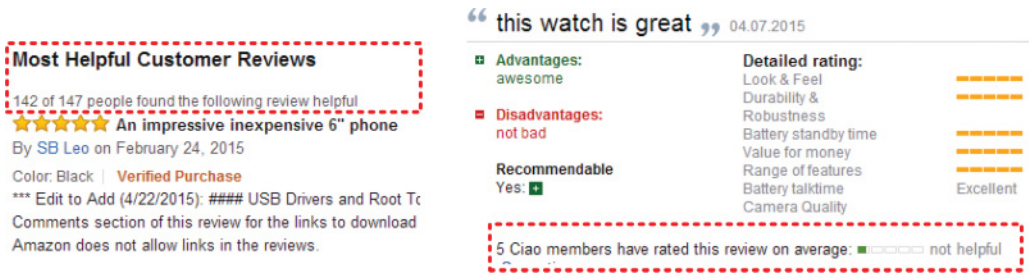 Most Helpful Customer Reviews
142 of 147 people found the following review helpful
An impressive inexpensive 6" phone
By SB Leo on February 24, 2015
Color: Black | Verified Purchase
*** Edit to Add (4/22/2015): #### USB Drivers and Root To
Comments section of this review for the links to download
Amazon does not allow links in the reviews.
“ this watch is great ” 04.07.2015
Advantages:
awesome
Disadvantages:
not bad
Recommendable
Yes:
Detailed rating:
Look & Feel
Durability &
Robustness
Battery standby time
Value for money
Range of features
Battery talktime Excellent
Camera Quality
5 Ciao members have rated this review on average: not helpful